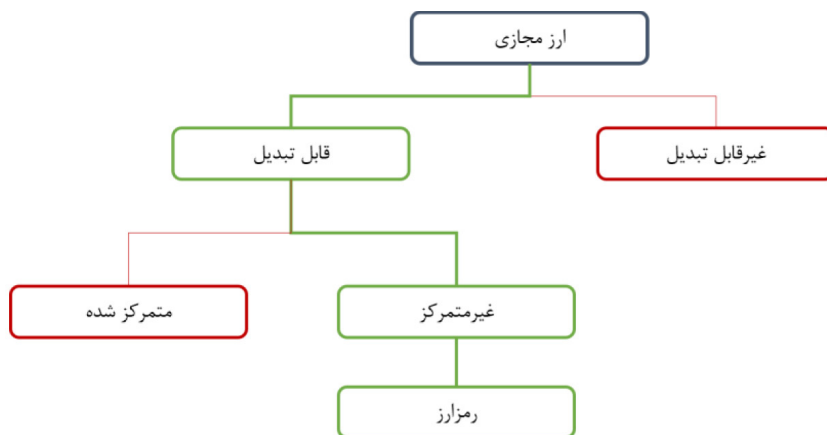 ارز مجازی
غیرقابل تبدیل
قابل تبدیل
غیرمتمرکز
متمرکز شده
رمزارز